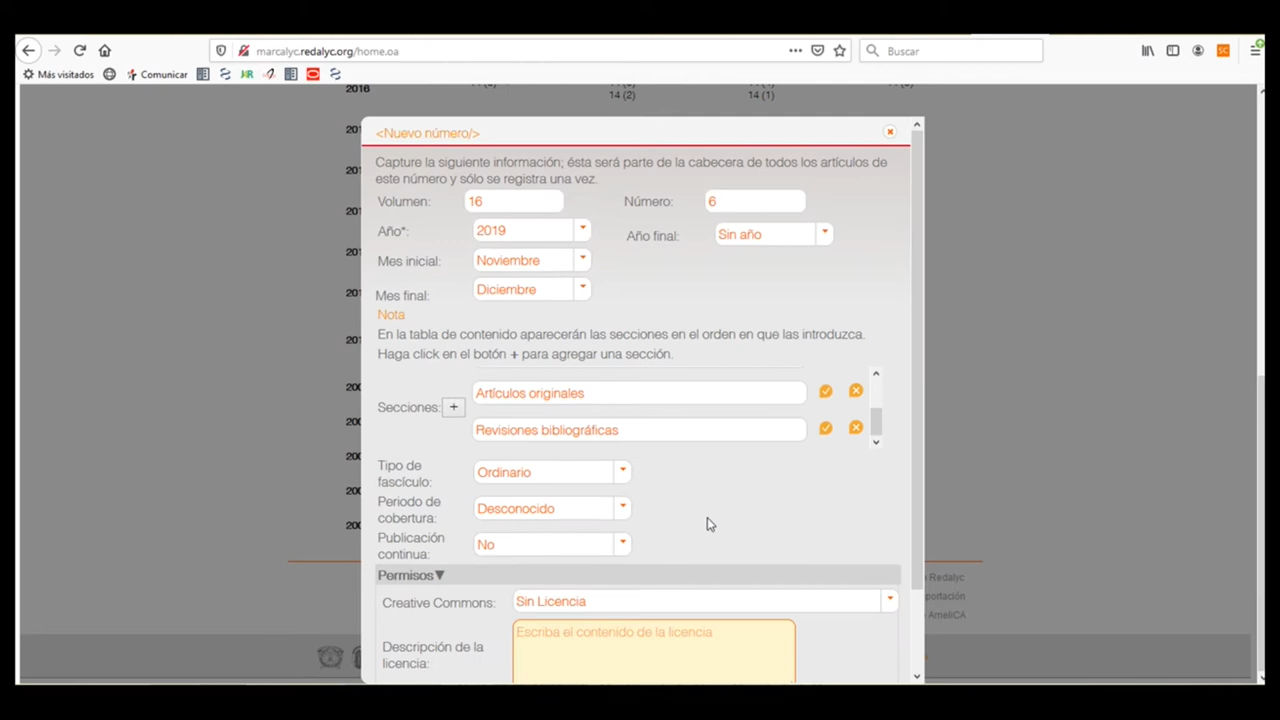 marcalyc.redalyc.org/home.oa
Buscar
Más visitados
Comunicar
2016
14 (2)
14 (1)
<Nuevo número/>
Capture la siguiente información; ésta será parte de la cabecera de todos los artículos de
este número y sólo se registra una vez.
Volumen: 16 Número: 6
Año*: 2019 Año final: Sin año
Mes inicial: Noviembre
Mes final: Diciembre
Nota
En la tabla de contenido aparecerán las secciones en el orden en que las introduzca.
Haga click en el botón + para agregar una sección.
Artículos originales
Secciones: +
Revisiones bibliográficas
Tipo de
fascículo: Ordinario
Periodo de
cobertura: Desconocido
Publicación
continua: No
Permisos▼
Creative Commons: Sin Licencia
Escriba el contenido de la licencia
Descripción de la
licencia:
Redalyc
portación
AmeliCA